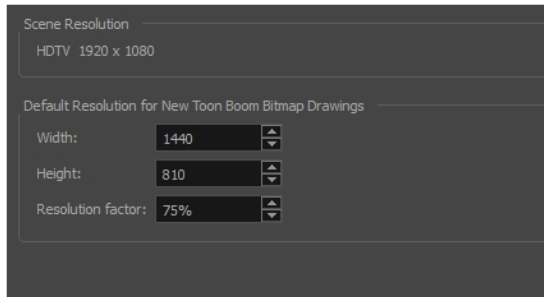 Scene Resolution
HDTV 1920 x 1080
Default Resolution for New Toon Boom Bitmap Drawings
Width: 1440
Height: 810
Resolution factor: 75%